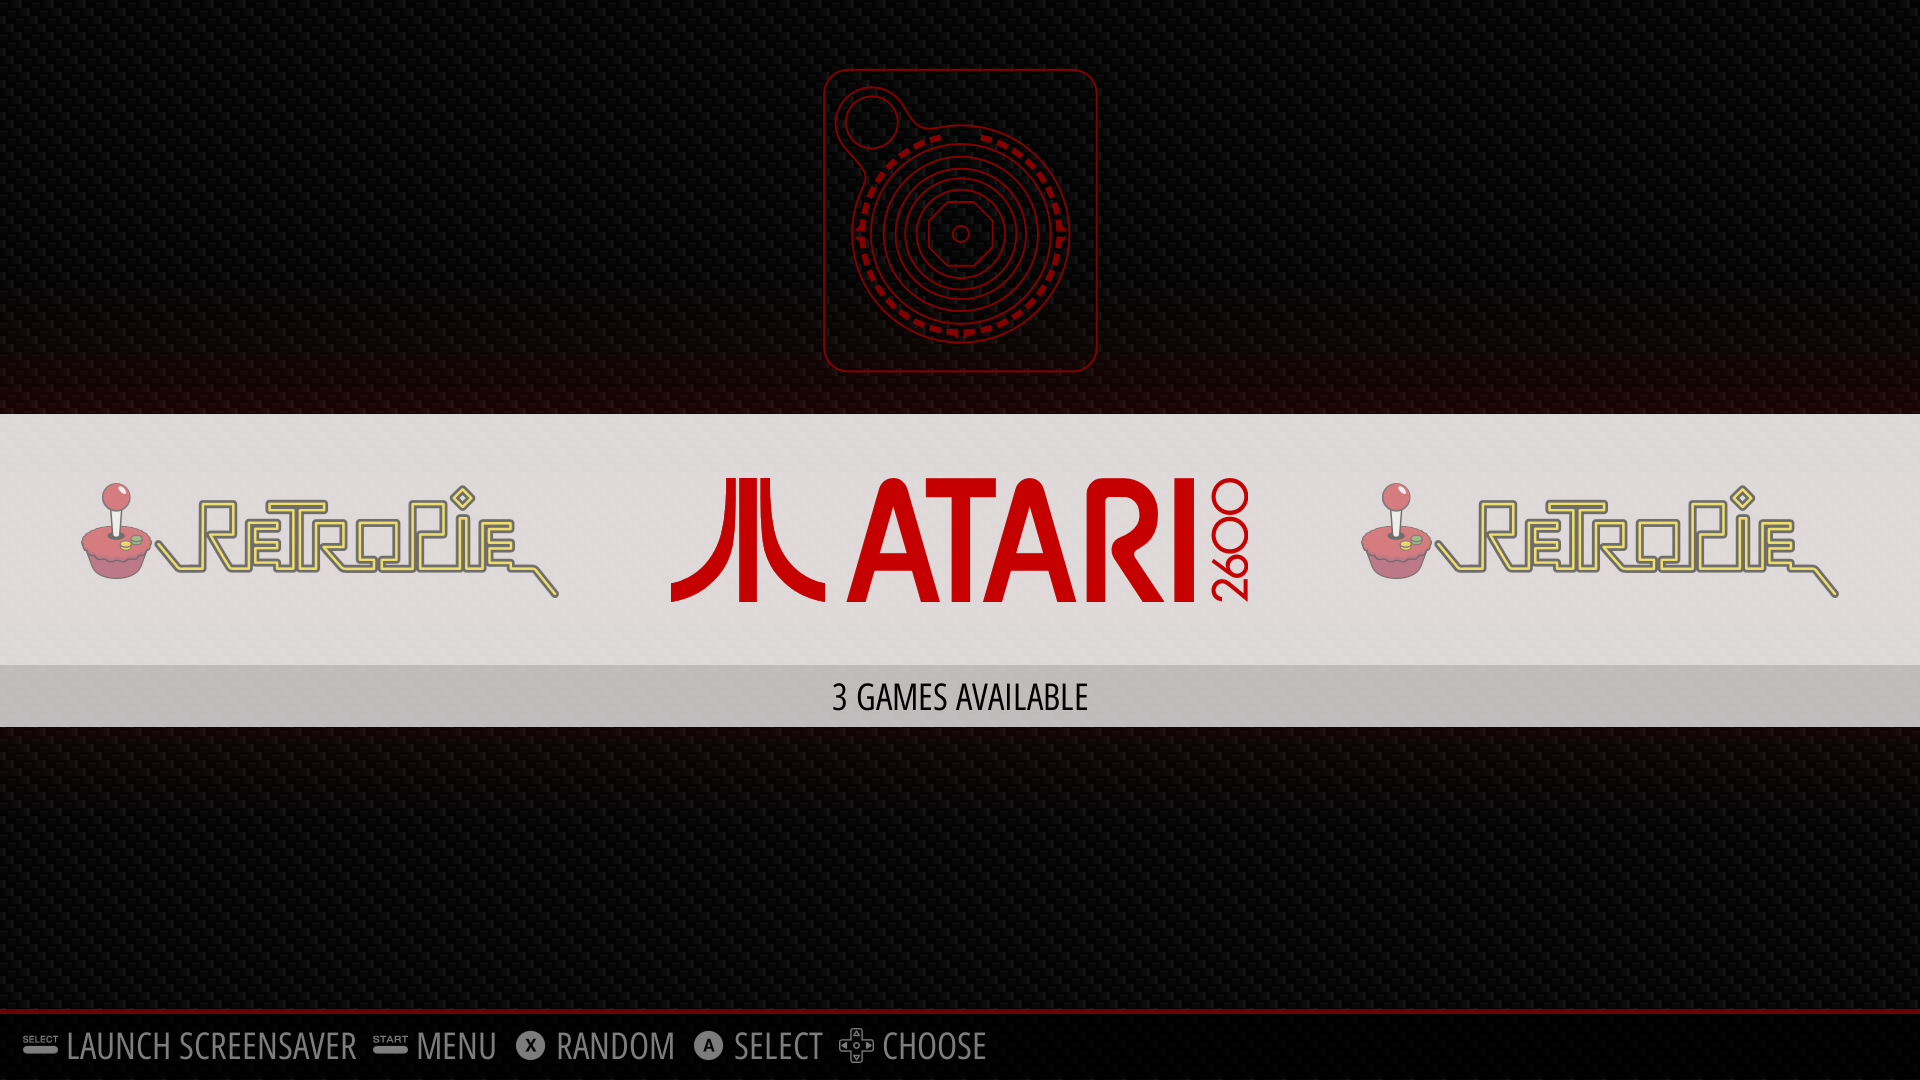 RETROPIE
ATARI 2600
RETROPIE
3 GAMES AVAILABLE
SELECT LAUNCH SCREENSAVER START MENU X RANDOM A SELECT CHOOSE